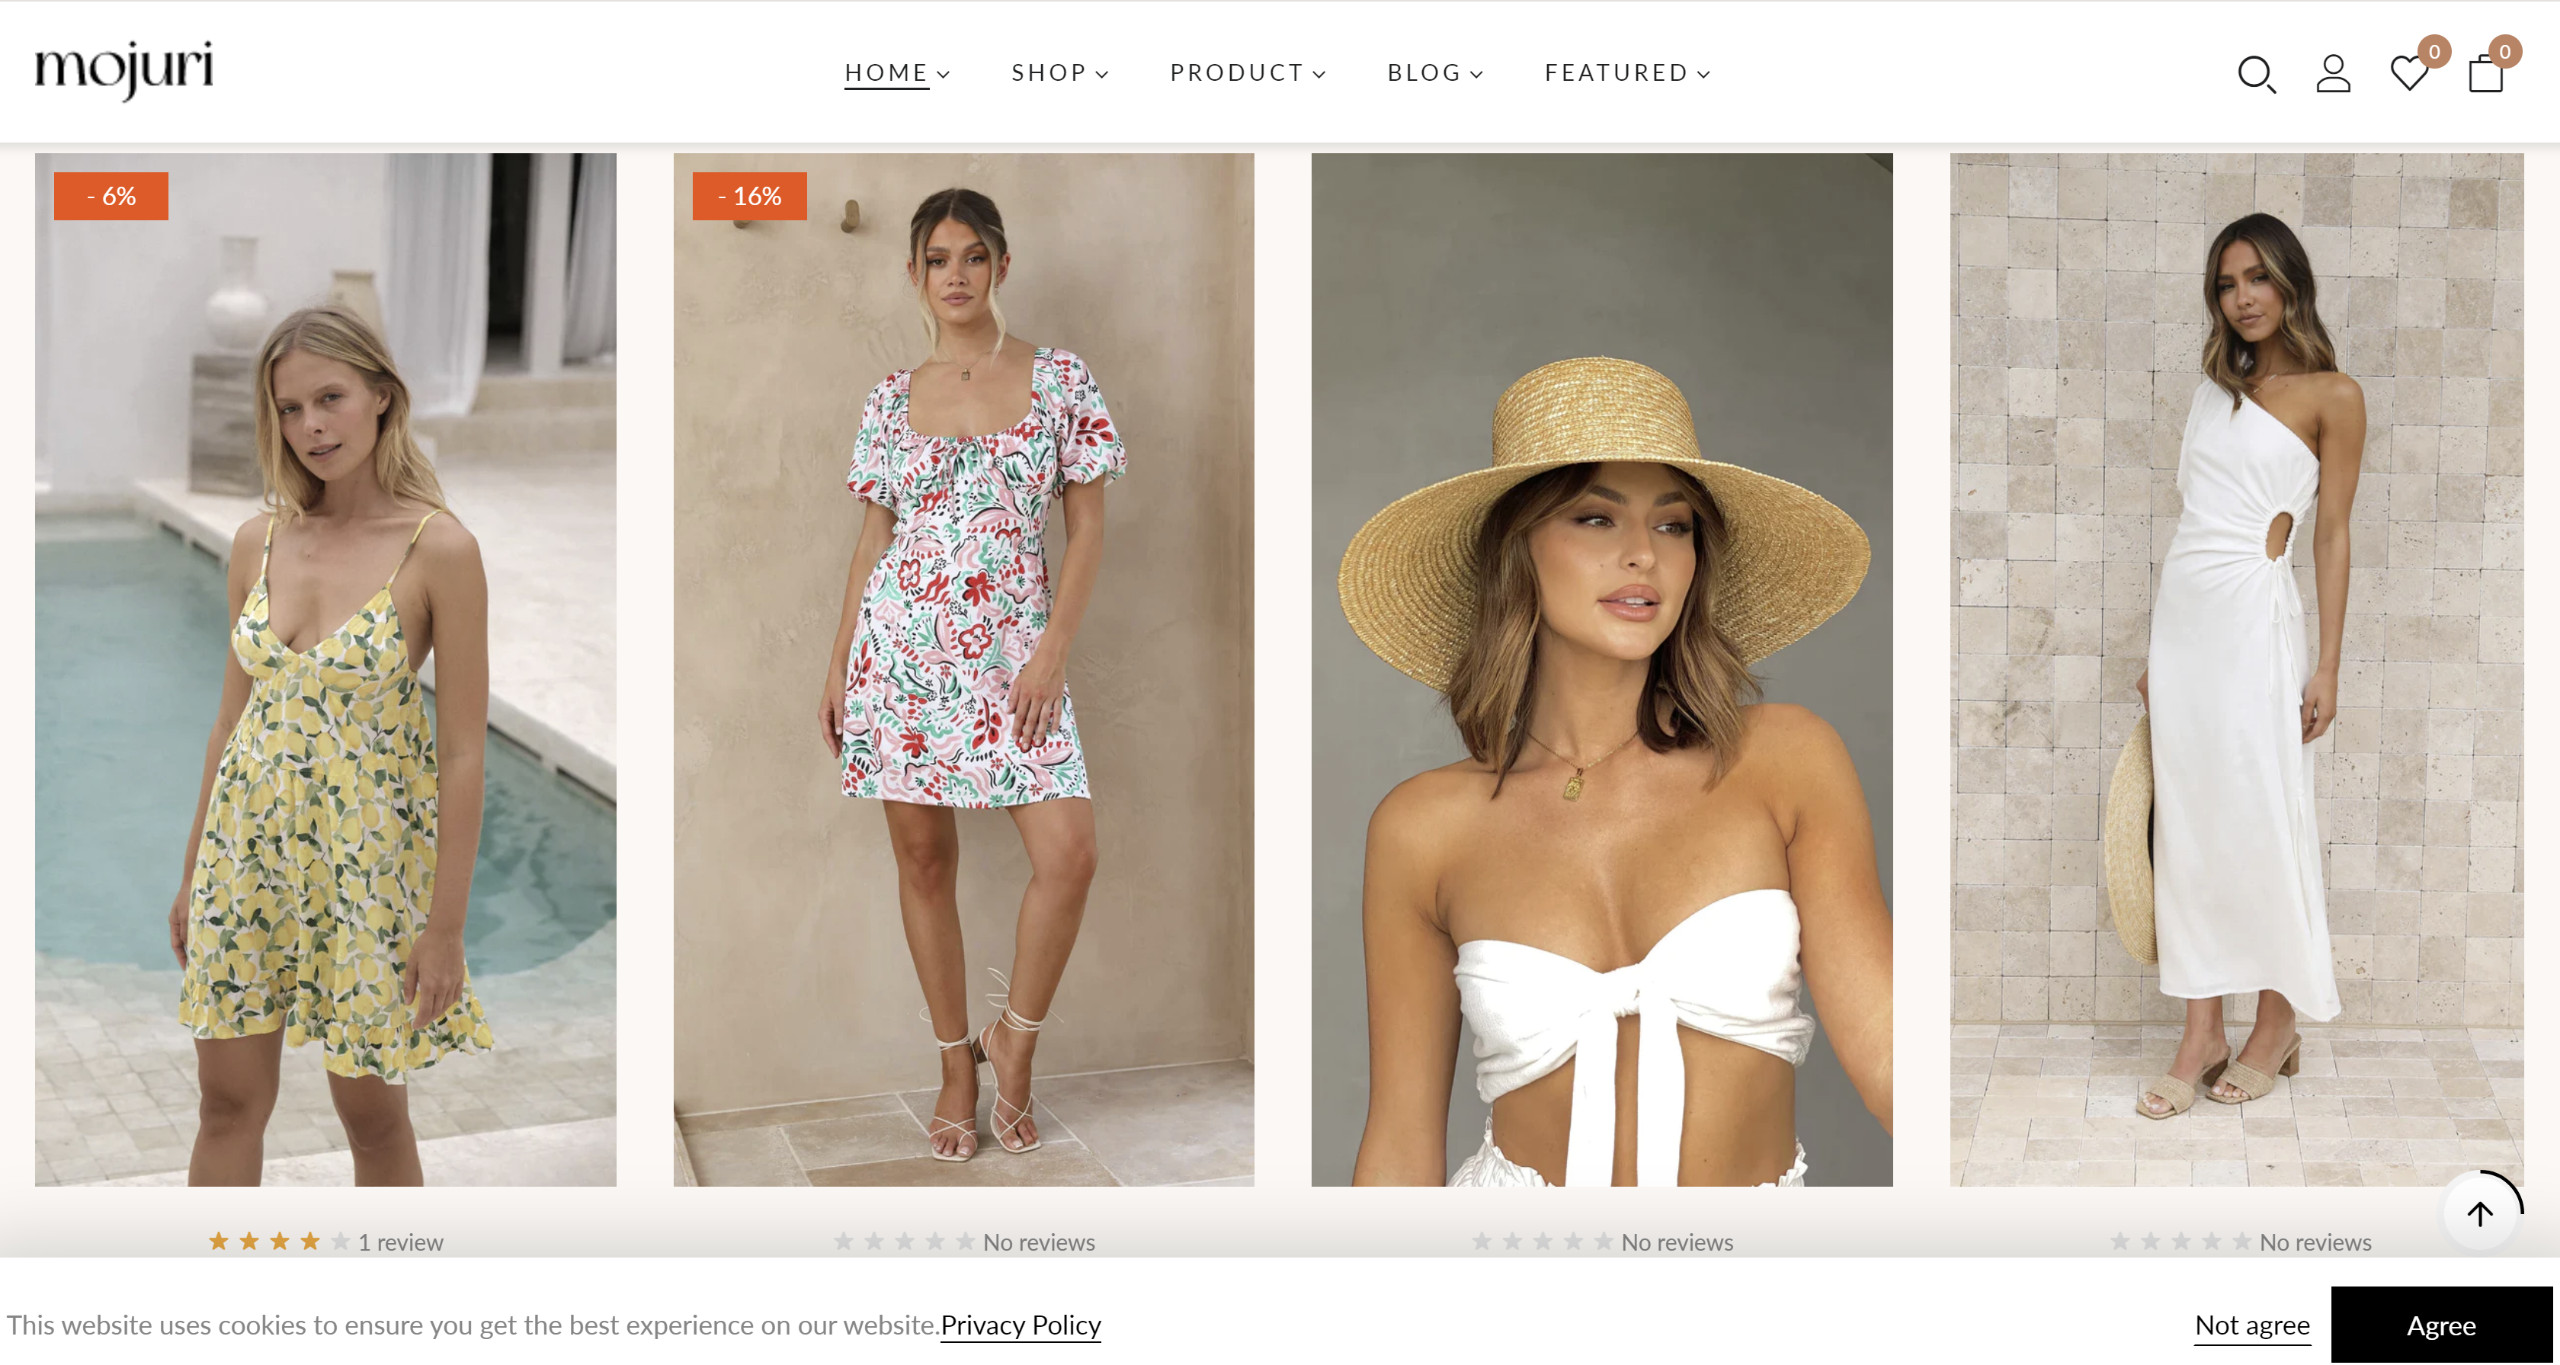 mojuri
HOME SHOP PRODUCT BLOG FEATURED
0 0
- 6%
- 16%
1 review
No reviews
No reviews
No reviews
This website uses cookies to ensure you get the best experience on our website.Privacy Policy
Not agree
Agree